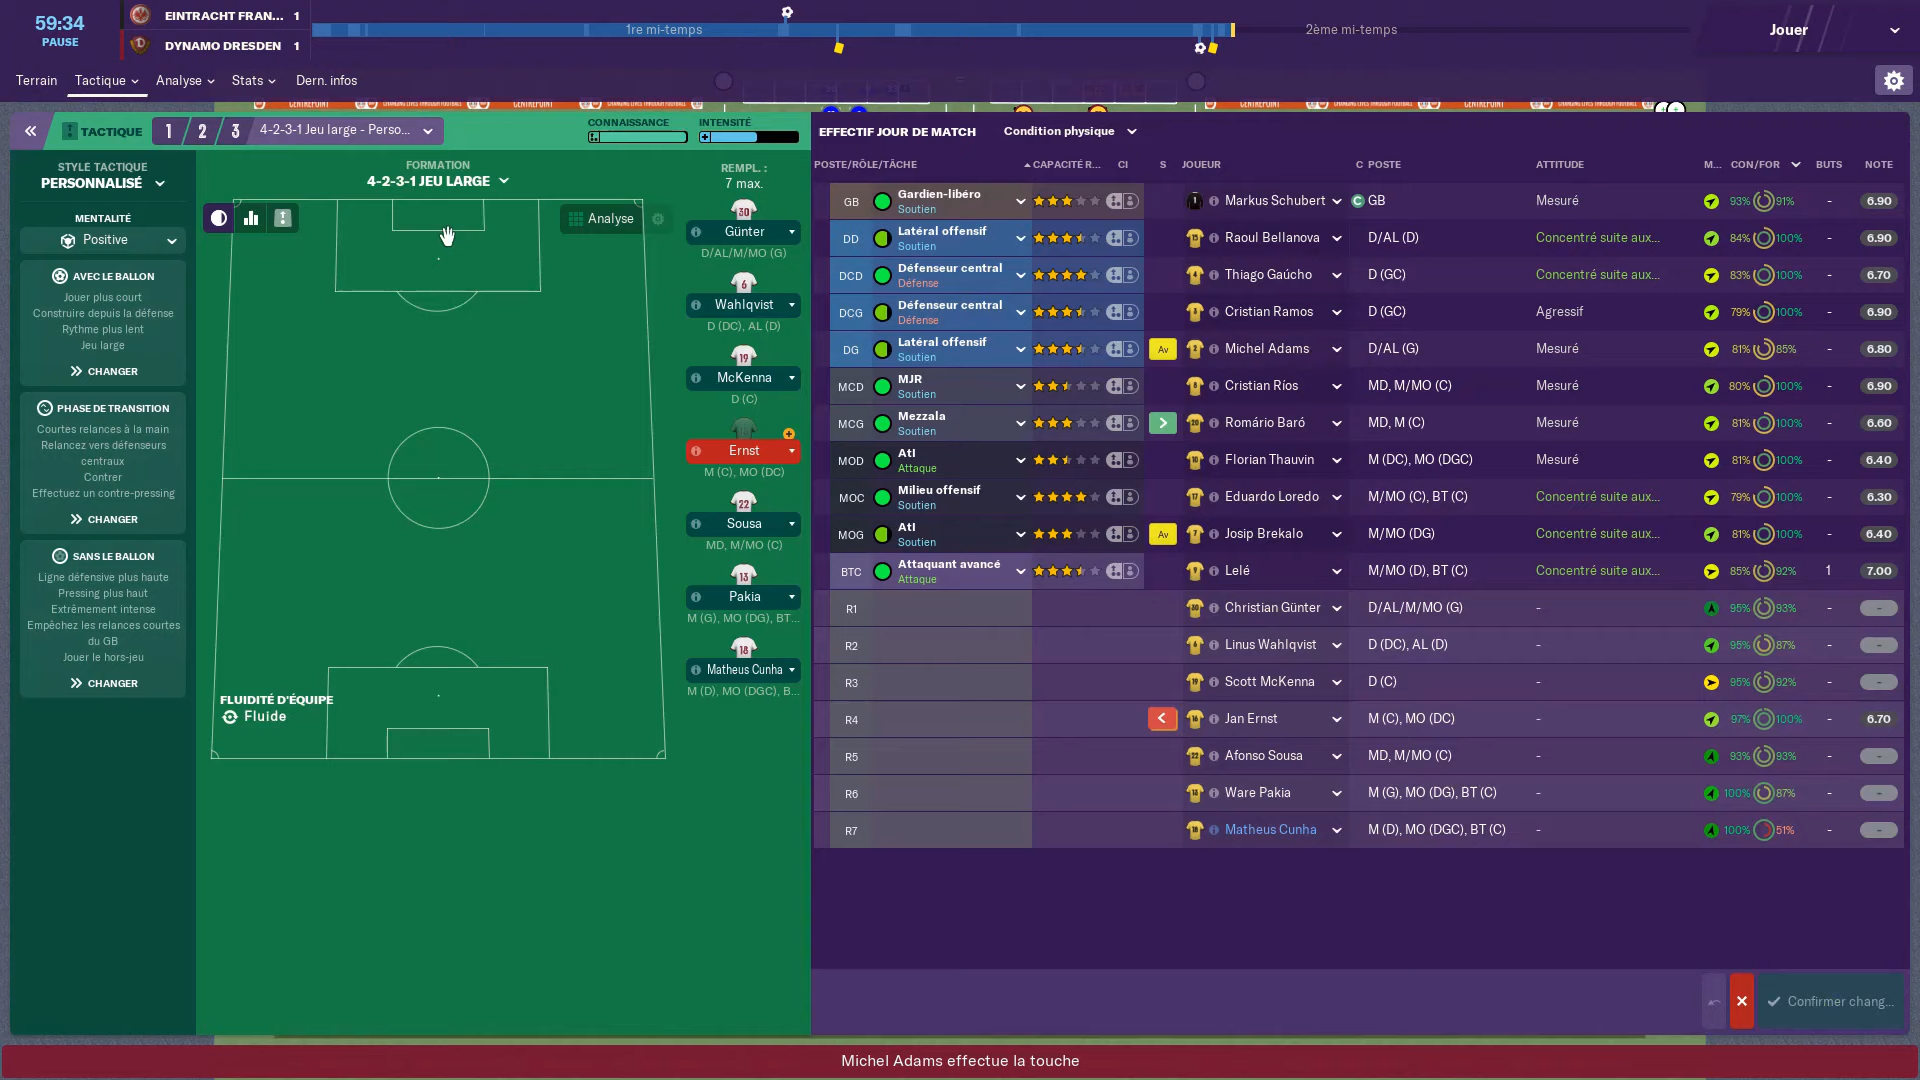 59:34
PAUSE
EINTRACHT FRAN... 1
DYNAMO DRESDEN 1
1re mi-temps
2ème mi-temps
Jouer
Terrain
Tactique
Analyse
Stats
Dern. infos
TACTIQUE
1 2 3
4-2-3-1 Jeu large - Perso...
CONNAISSANCE
INTENSITÉ
STYLE TACTIQUE
PERSONNALISÉ
MENTALITÉ
Positive
AVEC LE BALLON
Jouer plus court
Construire depuis la défense
Rythme plus lent
Jeu large
CHANGER
PHASE DE TRANSITION
Courtes relances à la main
Relancez vers défenseurs
centraux
Contrer
Effectuez un contre-pressing
CHANGER
SANS LE BALLON
Ligne défensive plus haute
Pressing plus haut
Extrêmement intense
Empêchez les relances courtes
du GB
Jouer le hors-jeu
CHANGER
FORMATION
4-2-3-1 JEU LARGE
Analyse
FLUIDITÉ D'ÉQUIPE
Fluide
REMPL. :
7 max.
30
Günter
D/AL/M/MO (G)
6
Wahlqvist
D (DC), AL (D)
19
McKenna
D (C)
Ernst
M (C), MO (DC)
22
Sousa
MD, M/MO (C)
13
Pakia
M (G), MO (DG), BT...
18
Matheus Cunha
M (D), MO (DGC), B...
EFFECTIF JOUR DE MATCH
Condition physique
POSTE/RÔLE/TÂCHE CAPACITÉ R... CI S JOUEUR C POSTE ATTITUDE M... CON/FOR BUTS NOTE
GB Gardien-libéro Soutien Markus Schubert C GB Mesuré 93% 91% - 6.90
DD Latéral offensif Soutien Raoul Bellanova D/AL (D) Concentré suite aux... 84% 100% - 6.90
DCD Défenseur central Défense Thiago Gaúcho D (GC) Concentré suite aux... 83% 100% - 6.70
DCG Défenseur central Défense Cristian Ramos D (GC) Agressif 79% 100% - 6.90
DG Latéral offensif Soutien Av Michel Adams D/AL (G) Mesuré 81% 85% - 6.80
MCD MJR Soutien Cristian Ríos MD, M/MO (C) Mesuré 80% 100% - 6.90
MCG Mezzala Soutien Romário Baró MD, M (C) Mesuré 81% 100% - 6.60
MOD Atl Attaque Florian Thauvin M (DC), MO (DGC) Mesuré 81% 100% - 6.40
MOC Milieu offensif Soutien Eduardo Loredo M/MO (C), BT (C) Concentré suite aux... 79% 100% - 6.30
MOG Atl Soutien Av Josip Brekalo M/MO (DG) Concentré suite aux... 81% 100% - 6.40
BTC Attaquant avancé Attaque Lelé M/MO (D), BT (C) Concentré suite aux... 85% 92% 1 7.00
R1 Christian Günter D/AL/M/MO (G) - 95% 93% - -
R2 Linus Wahlqvist D (DC), AL (D) - 95% 87% - -
R3 Scott McKenna D (C) - 95% 92% - -
R4 Jan Ernst M (C), MO (DC) - 97% 100% - 6.70
R5 Afonso Sousa MD, M/MO (C) - 93% 93% - -
R6 Ware Pakia M (G), MO (DG), BT (C) - 100% 87% - -
R7 Matheus Cunha M (D), MO (DGC), BT (C) - 100% 51% - -
Confirmer chang...
Michel Adams effectue la touche